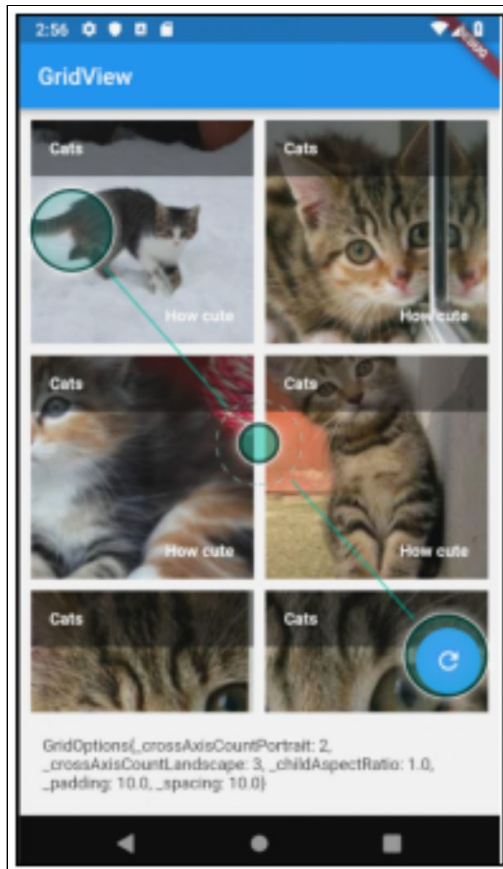 2:56
DEBUG
GridView
Cats
Cats
How cute
How cute
Cats
Cats
How cute
How cute
Cats
Cats
GridOptions{_crossAxisCountPortrait: 2,
_crossAxisCountLandscape: 3, _childAspectRatio: 1.0,
_padding: 10.0, _spacing: 10.0}